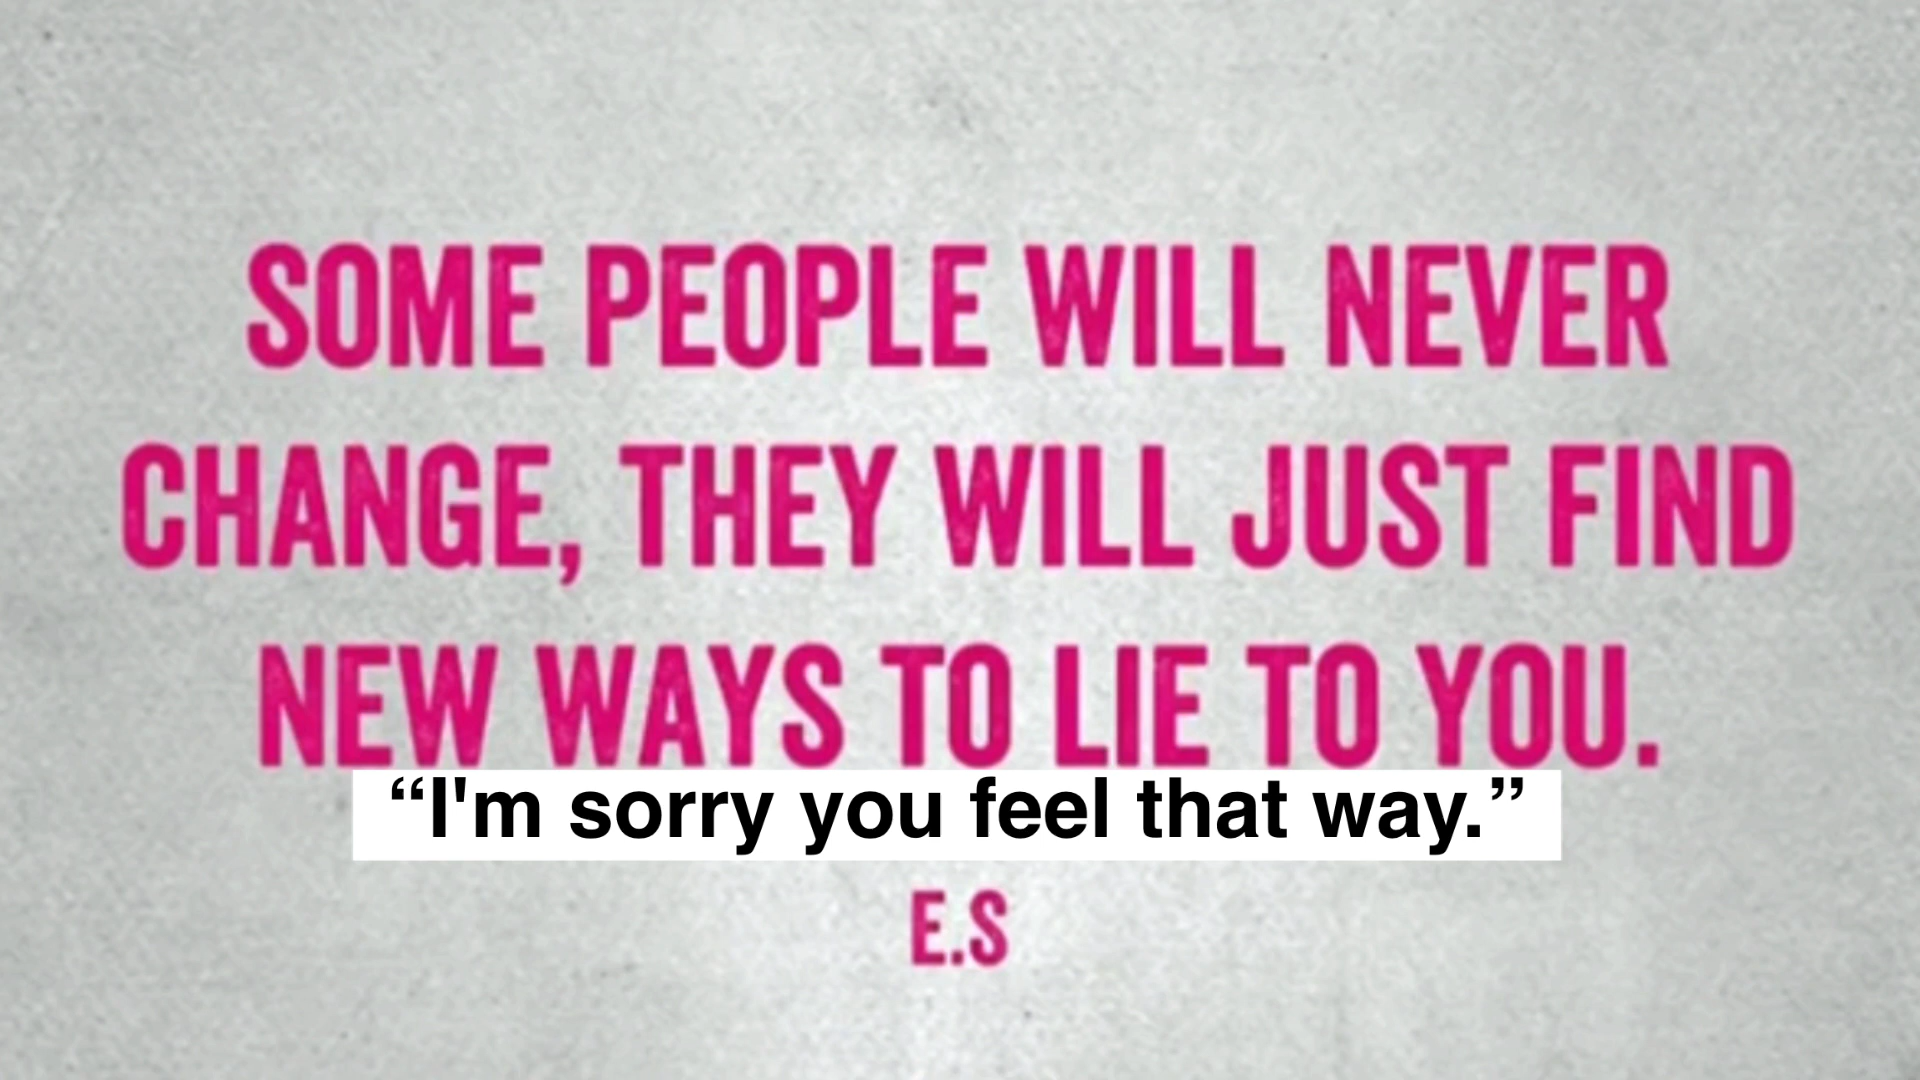 SOME PEOPLE WILL NEVER
CHANGE, THEY WILL JUST FIND
NEW WAYS TO LIE TO YOU.
“I'm sorry you feel that way.”
E.S